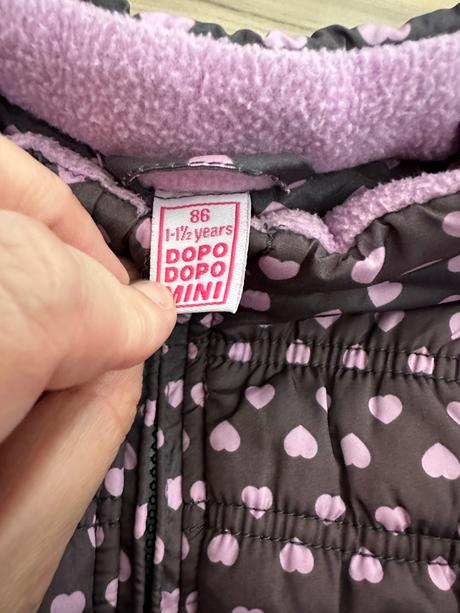 86
1-1½ years
DOPO
DOPO
MINI